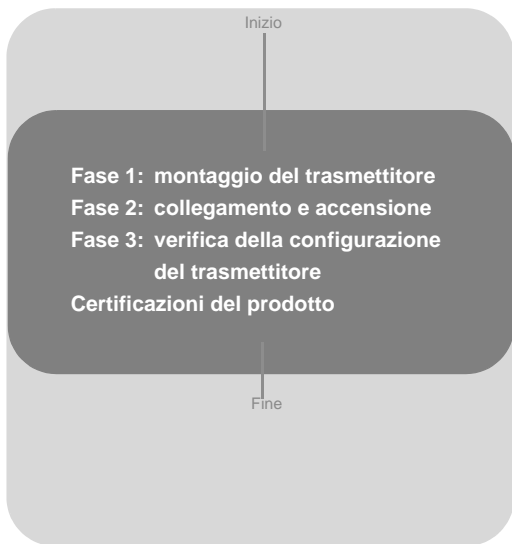 Inizio
Fase 1: montaggio del trasmettitore
Fase 2: collegamento e accensione
Fase 3: verifica della configurazione
del trasmettitore
Certificazioni del prodotto
Fine